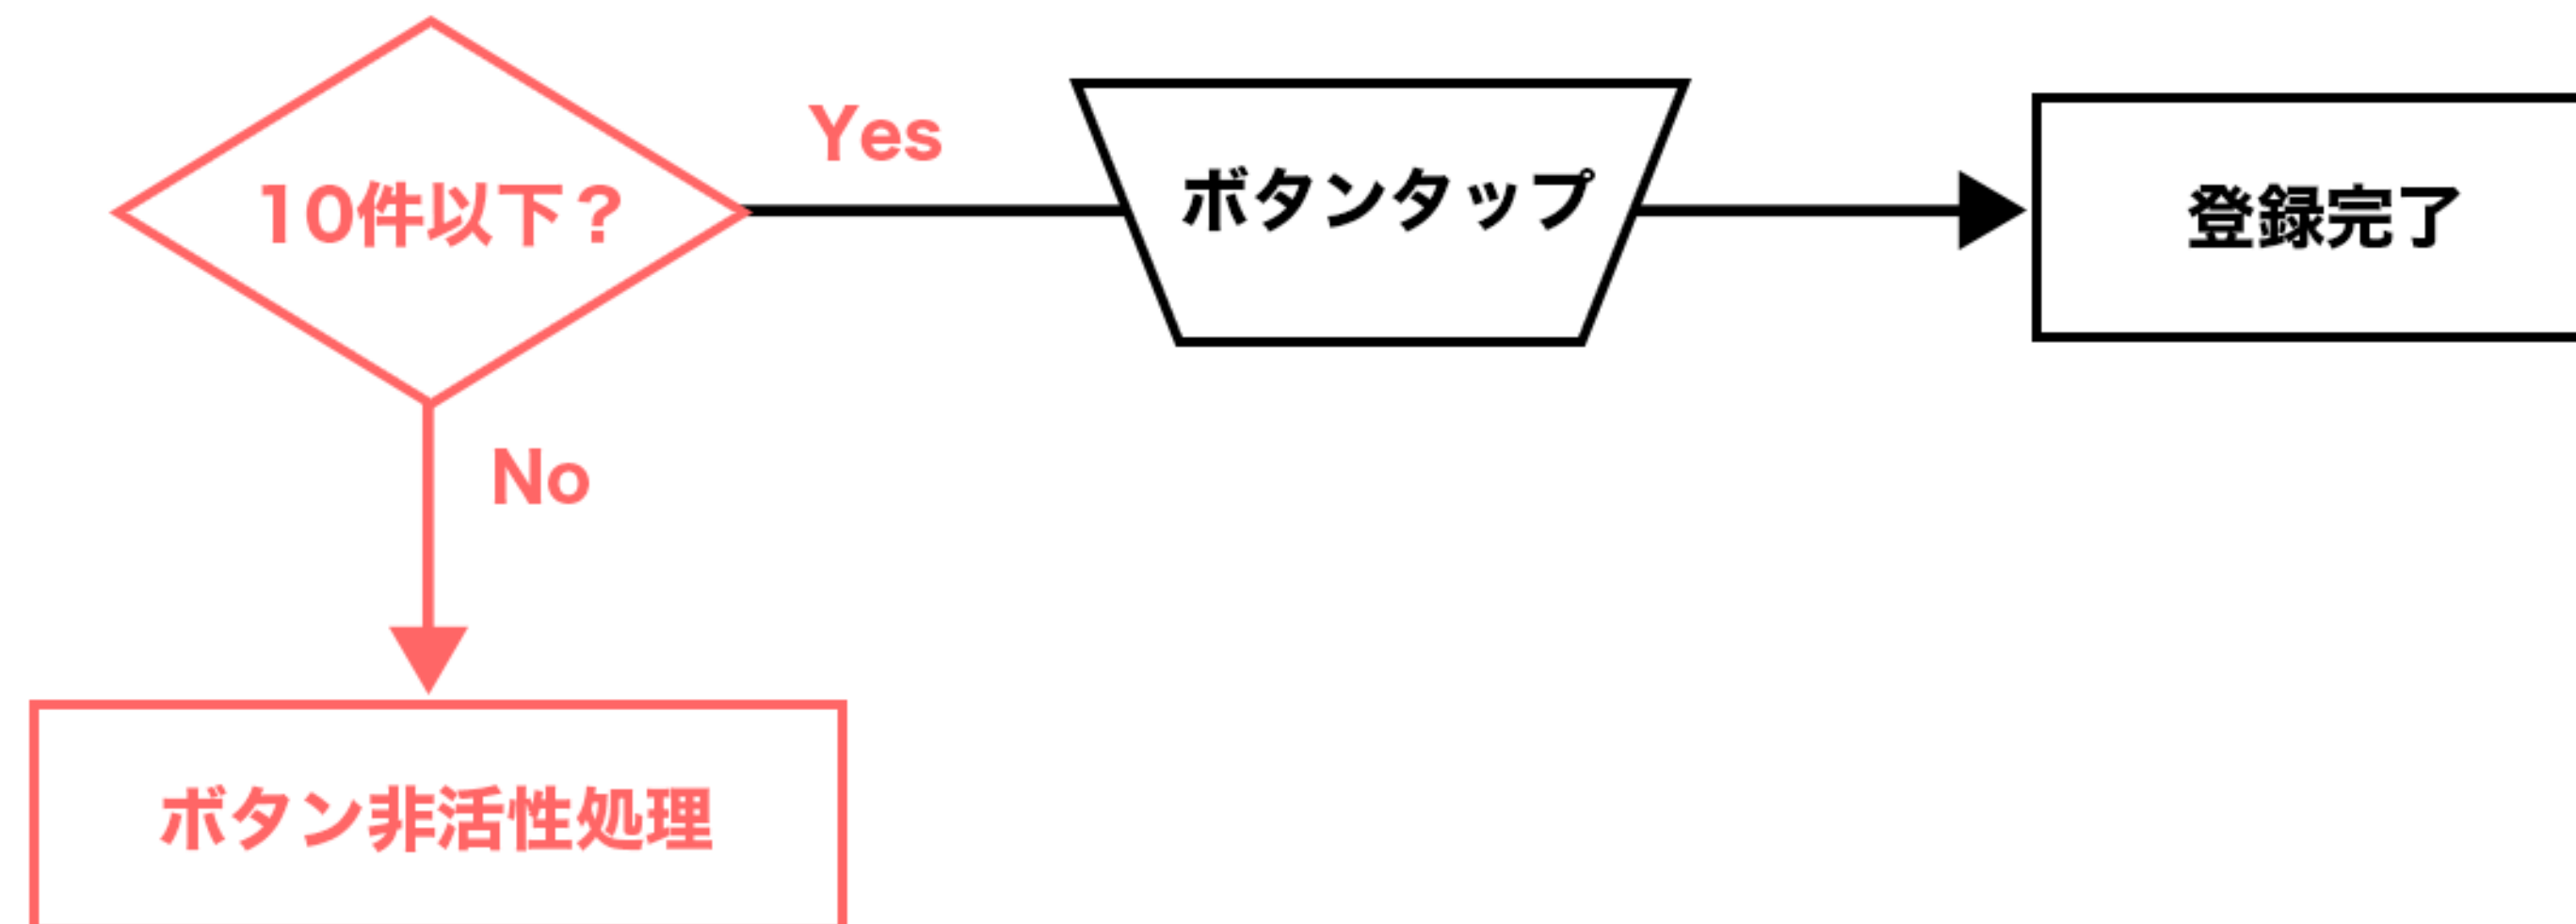 10件以下？
Yes
ボタンタップ
登録完了
No
ボタン非活性処理